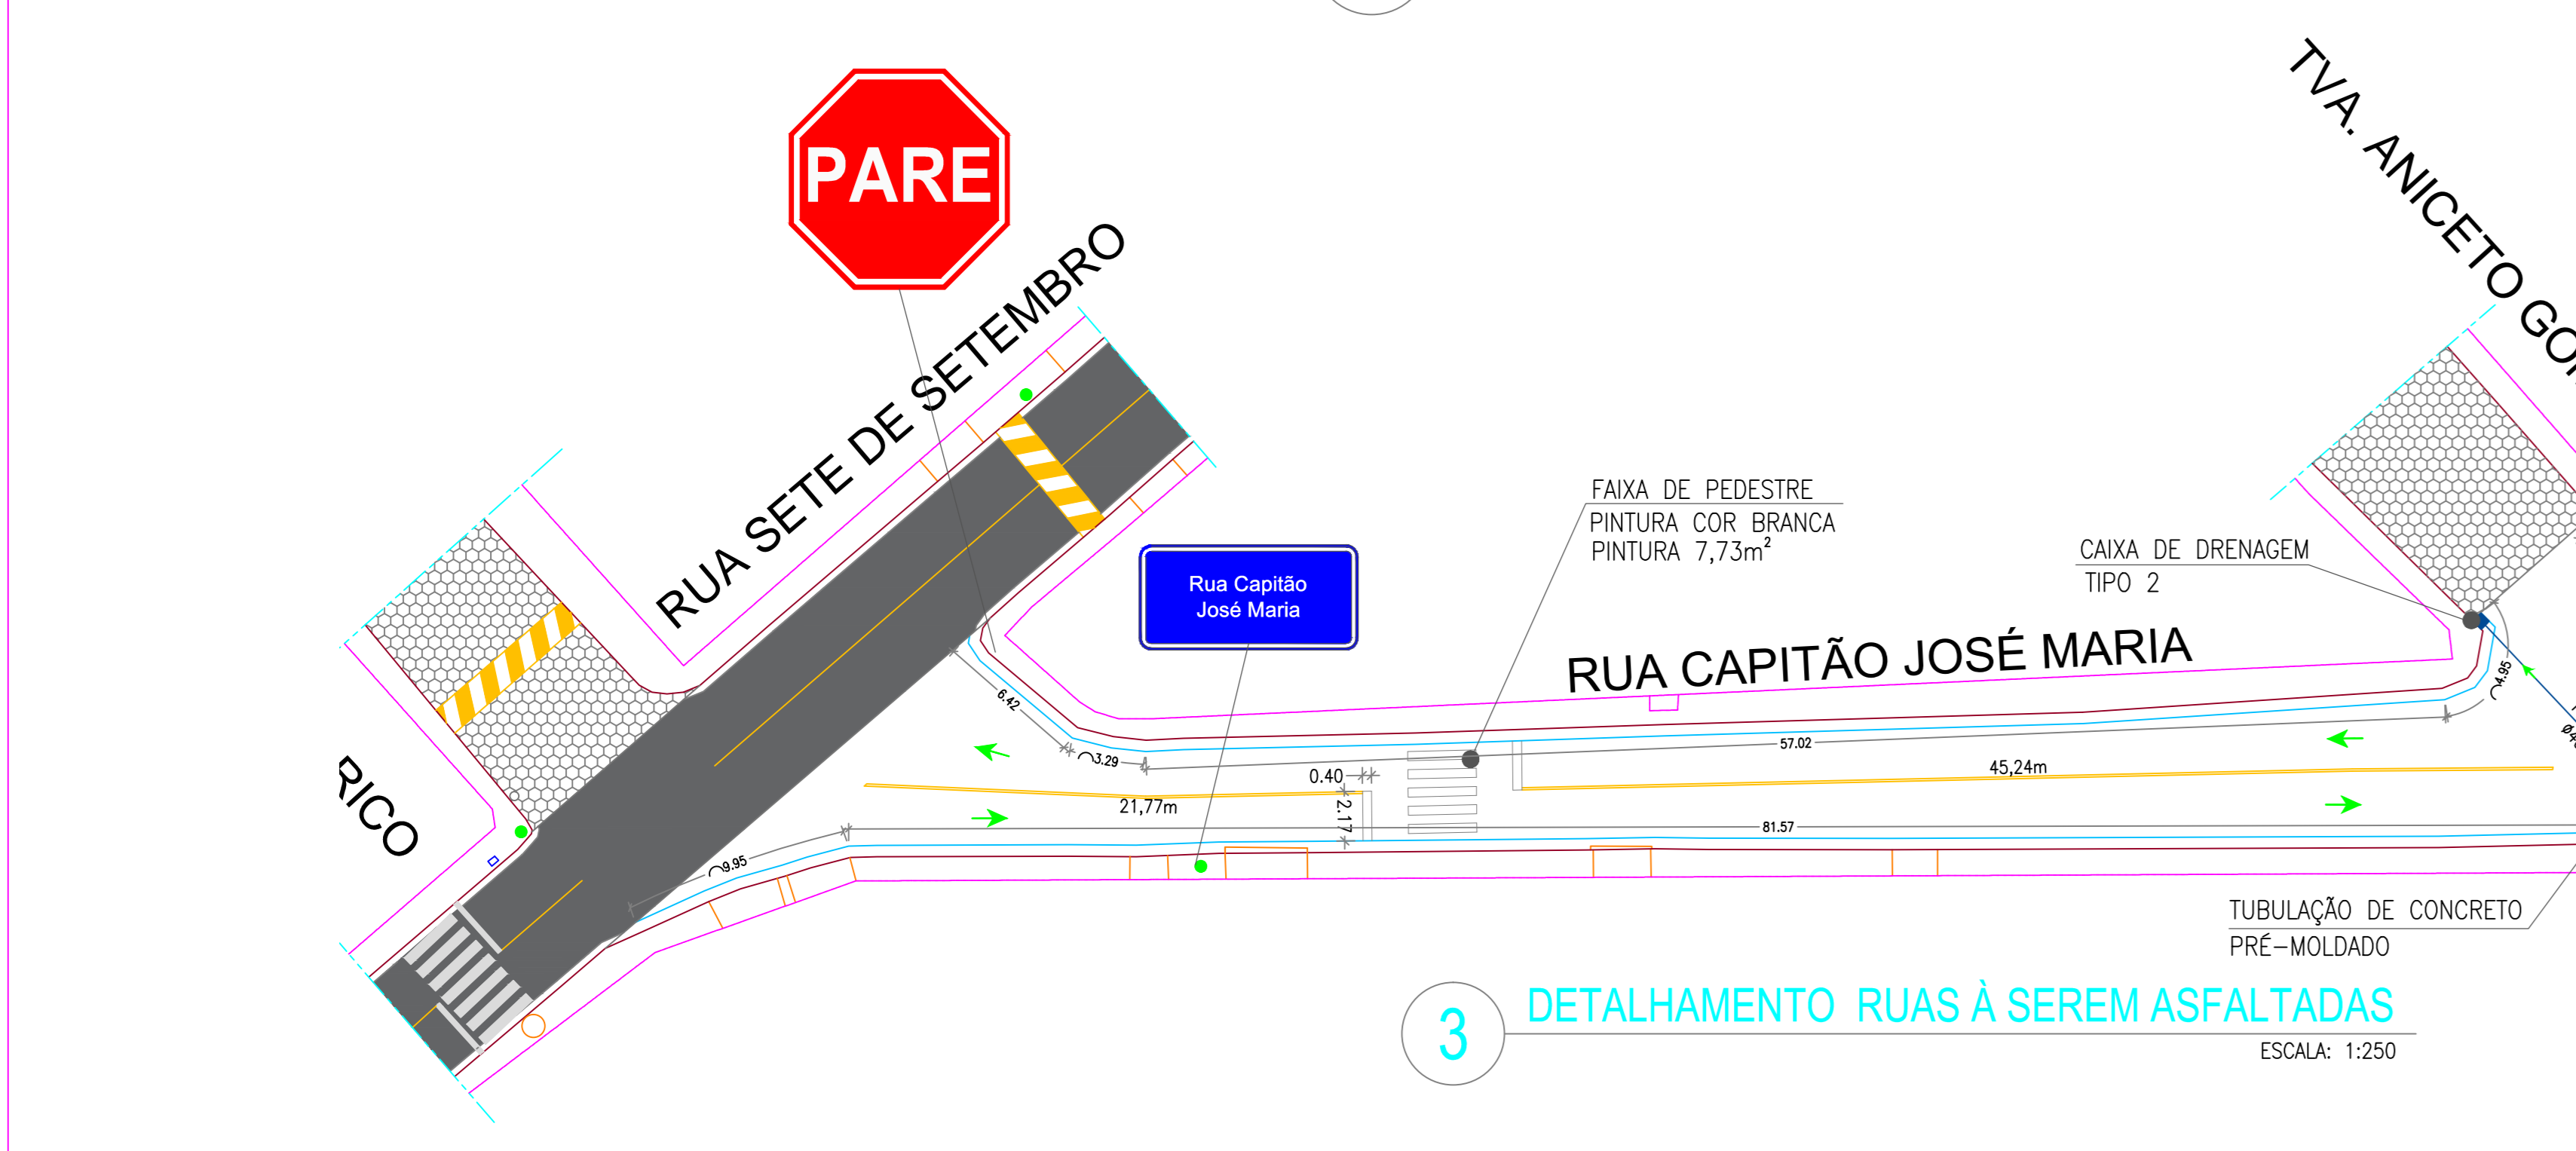 PARE
TVA. ANICETO
RUA SETE DE SETEMBRO
FAIXA DE PEDESTRE
PINTURA COR BRANCA
PINTURA 7,73m²
Rua Capitão
José Maria
CAIXA DE DRENAGEM
TIPO 2
RUA CAPITÃO JOSÉ MARIA
6.42
3.29
57.02
4.95
0.40
45,24m
21,77m
2.17
81.57
9.95
RICO
TUBULAÇÃO DE CONCRETO
PRÉ-MOLDADO
3
DETALHAMENTO RUAS À SEREM ASFALTADAS
ESCALA: 1:250